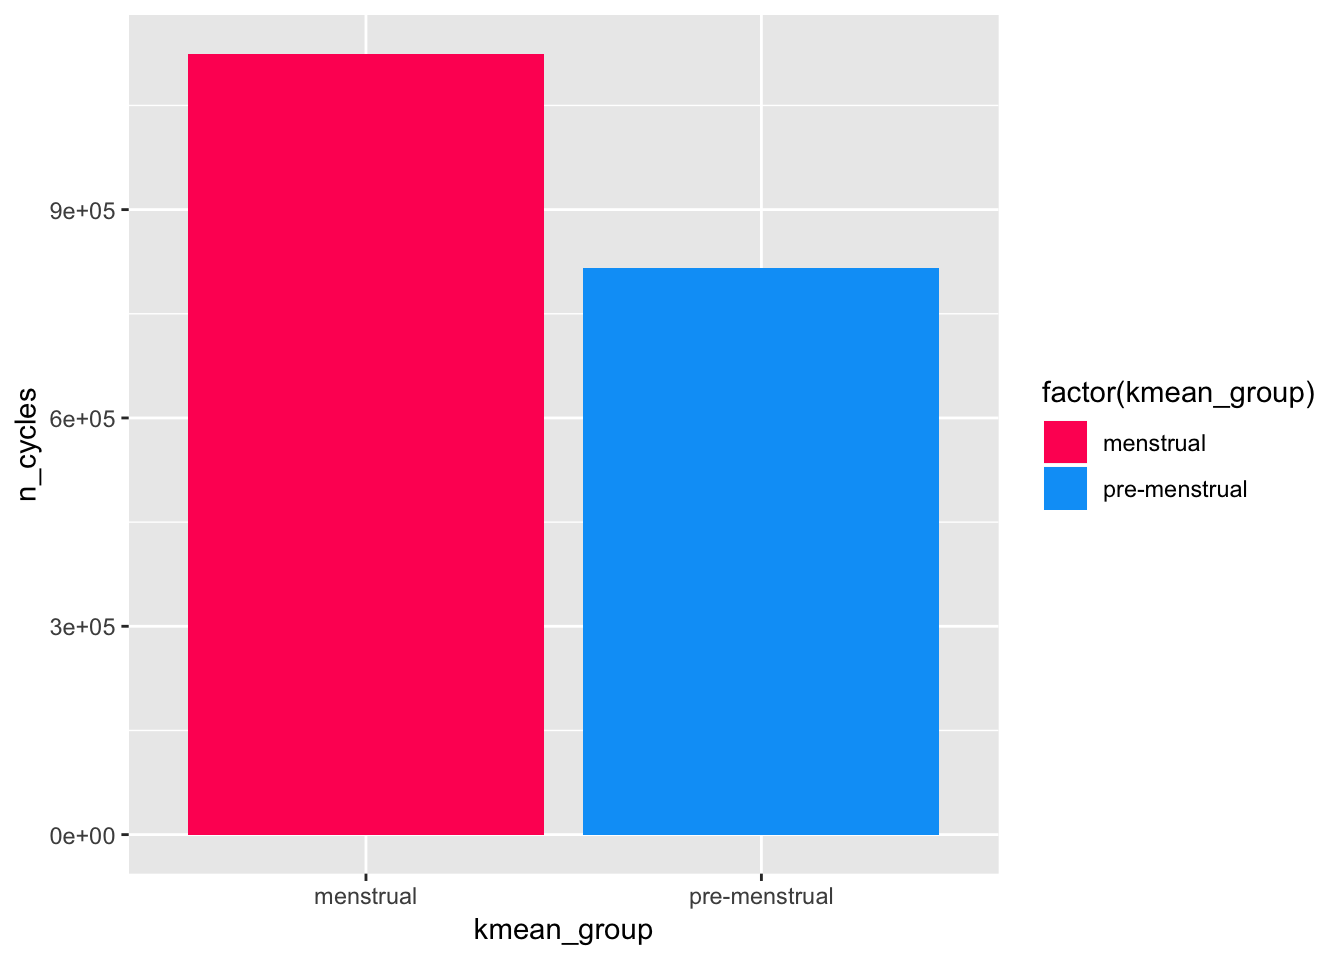 9e+05
6e+05
3e+05
0e+00
n_cycles
menstrual
pre-menstrual
kmean_group
factor(kmean_group)
menstrual
pre-menstrual